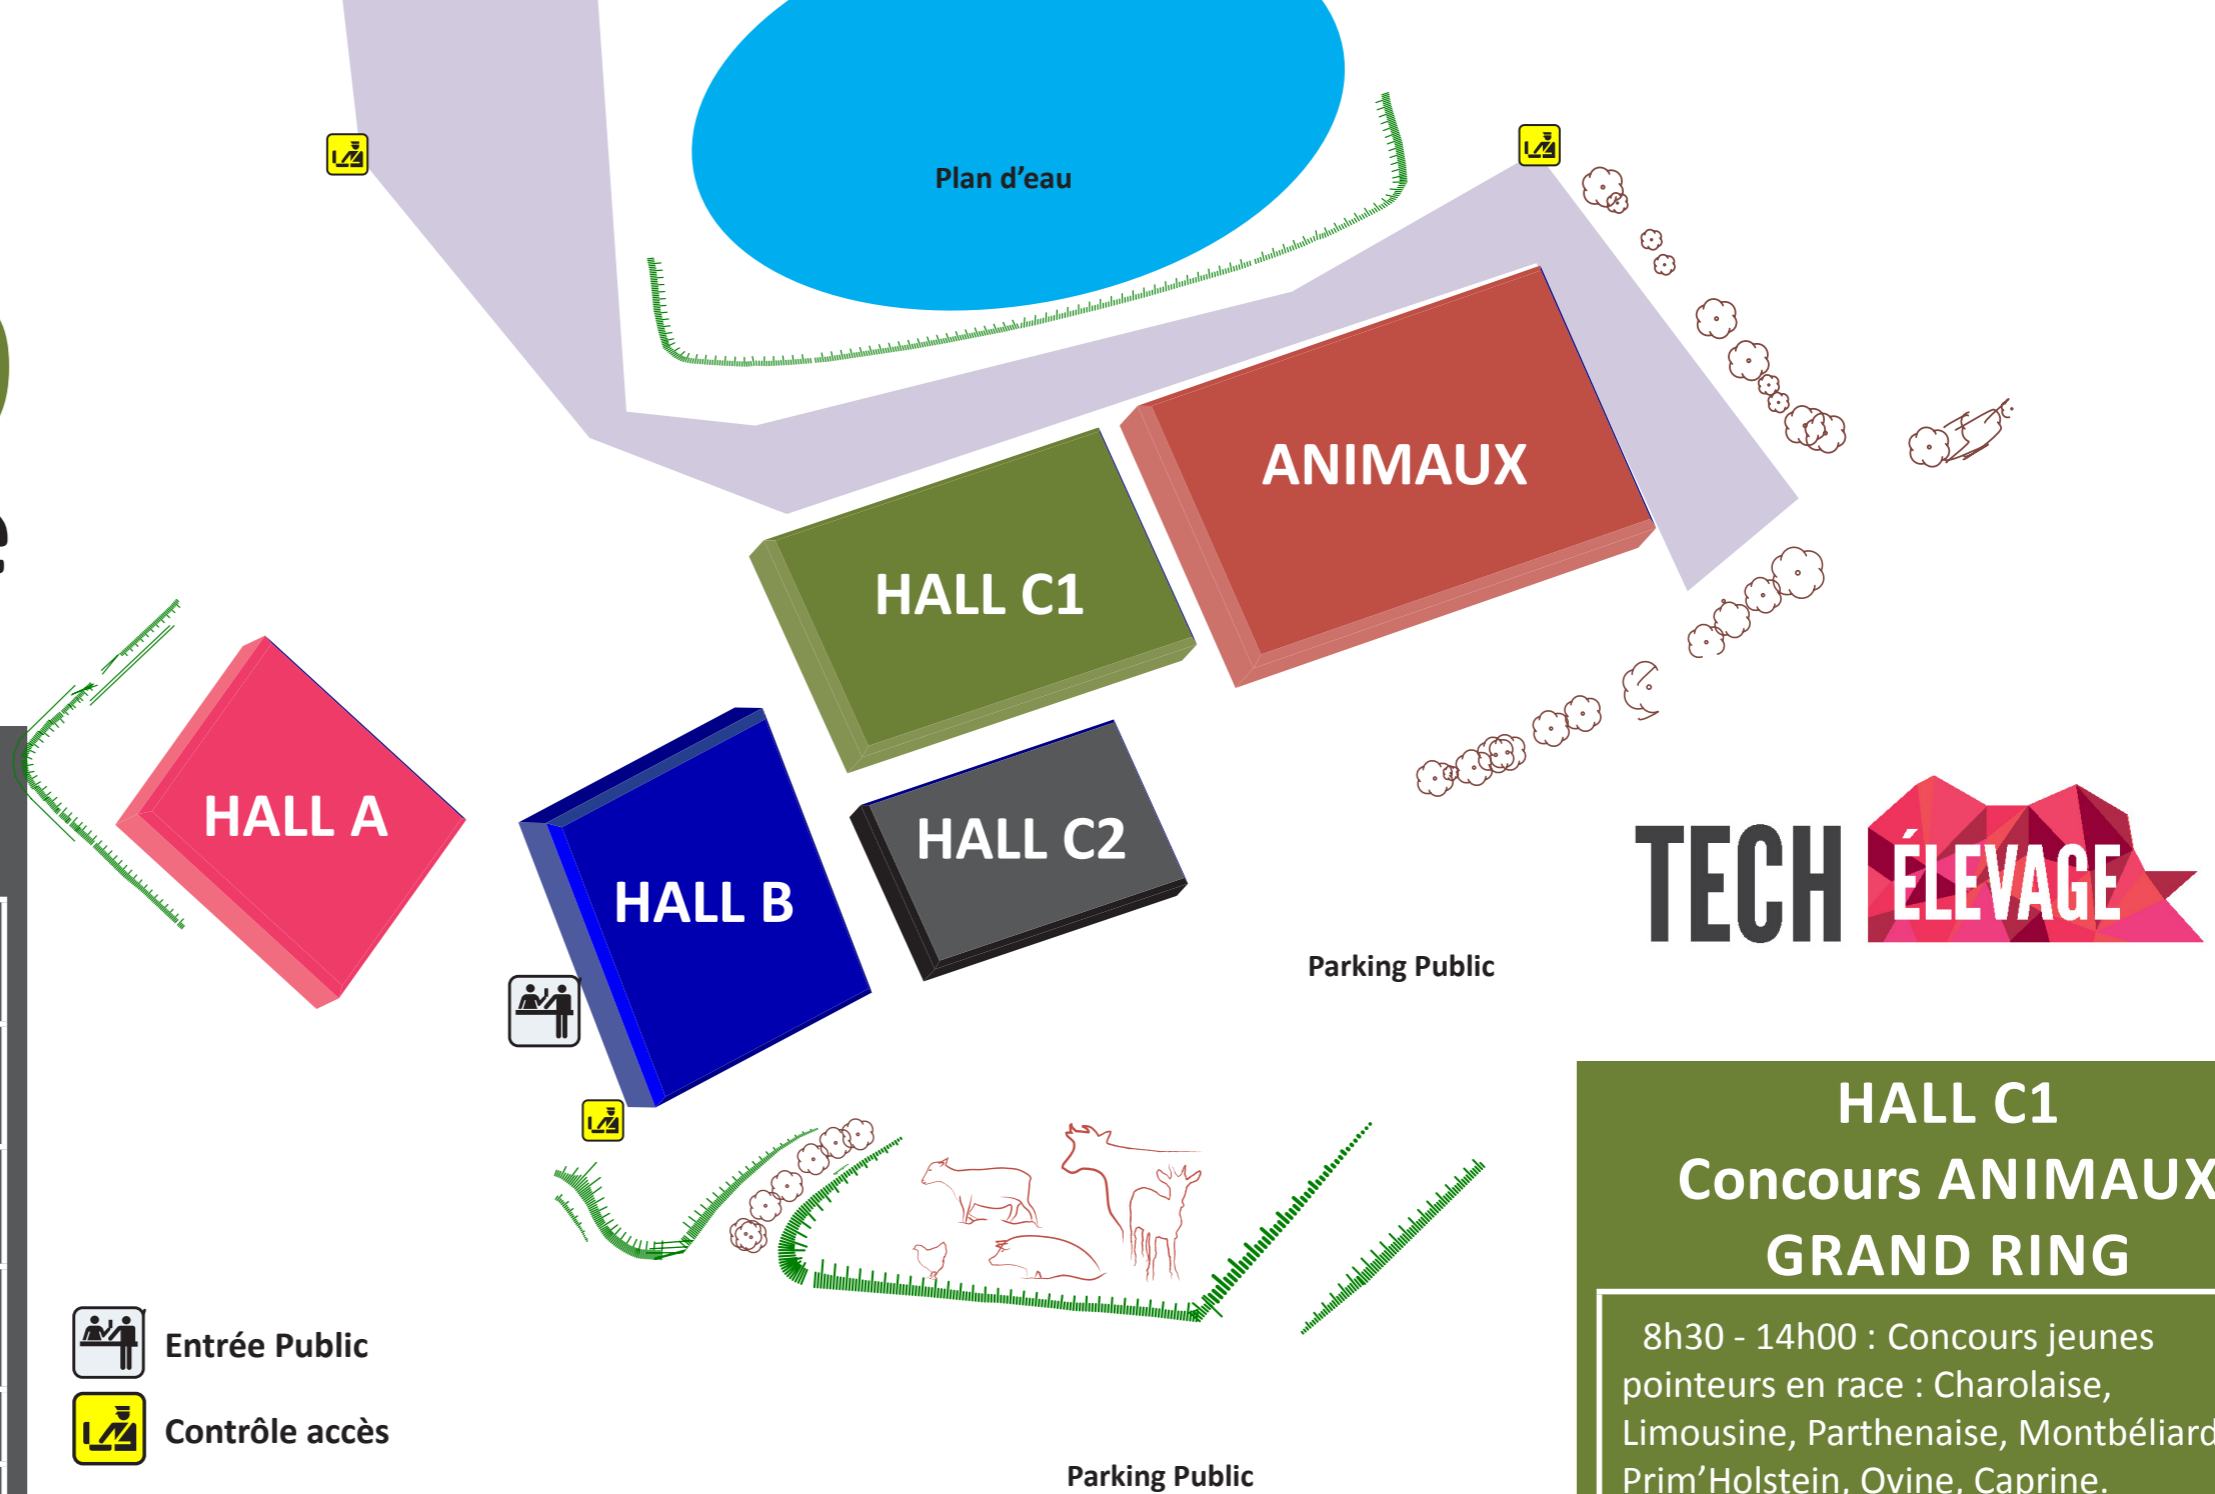 Plan d’eau
ANIMAUX
HALL C1
HALL A
HALL C2
HALL B
TECH ÉLEVAGE
Parking Public
HALL C1
Concours ANIMAUX
GRAND RING
8h30 - 14h00 : Concours jeunes
pointeurs en race : Charolaise,
Limousine, Parthenaise, Montbéliard
Prim’Holstein, Ovine, Caprine.
Entrée Public
Contrôle accès
Parking Public